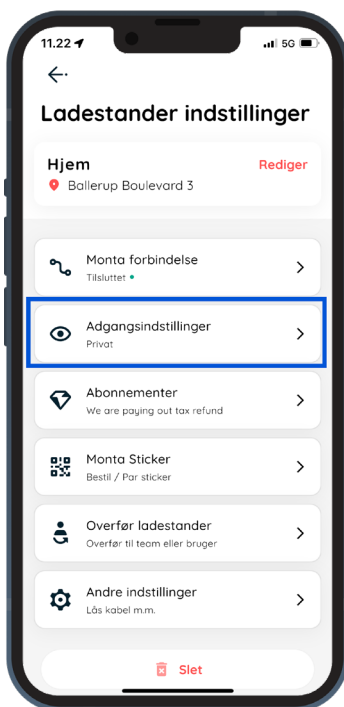 11.22
5G
Ladestander indstillinger
Hjem
Rediger
Ballerup Boulevard 3
Monta forbindelse
Tilsluttet
Adgangsindstillinger
Privat
Abonnementer
We are paying out tax refund
Monta Sticker
Bestil / Par sticker
Overfør ladestander
Overfør til team eller bruger
Andre indstillinger
Lås kabel m.m.
Slet